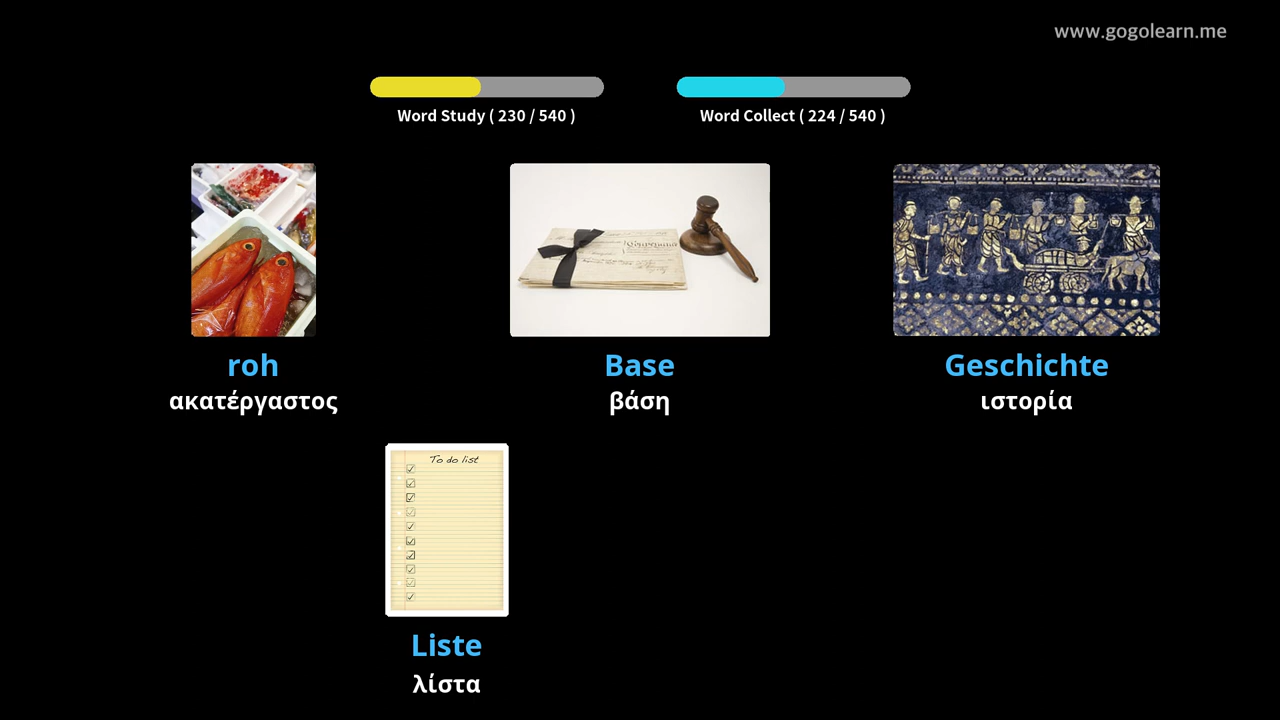 www.gogolearn.me
Word Study ( 230 / 540 )
Word Collect ( 224 / 540 )
roh
ακατέργαστος
Base
βάση
Geschichte
ιστορία
To do list
Liste
λίστα